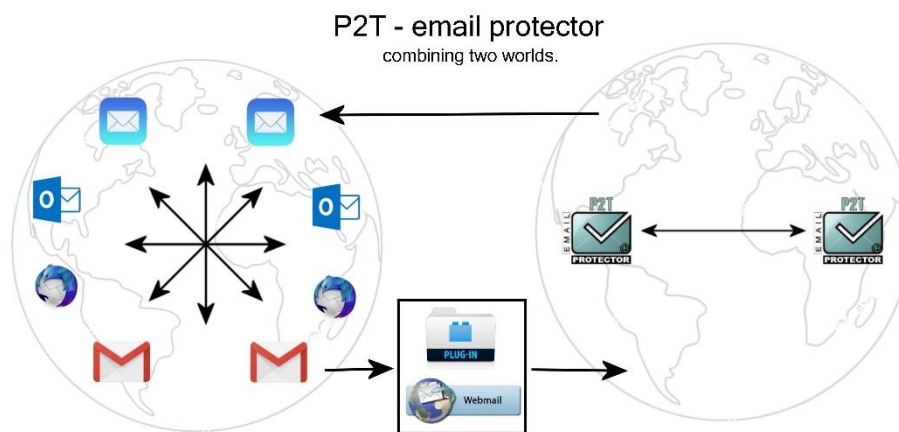 P2T - email protector
combining two worlds.
O
O
P2T
EMAIL
@
PROTECTOR
P2T
EMAIL
@
PROTECTOR
PLUG-IN
Webmail